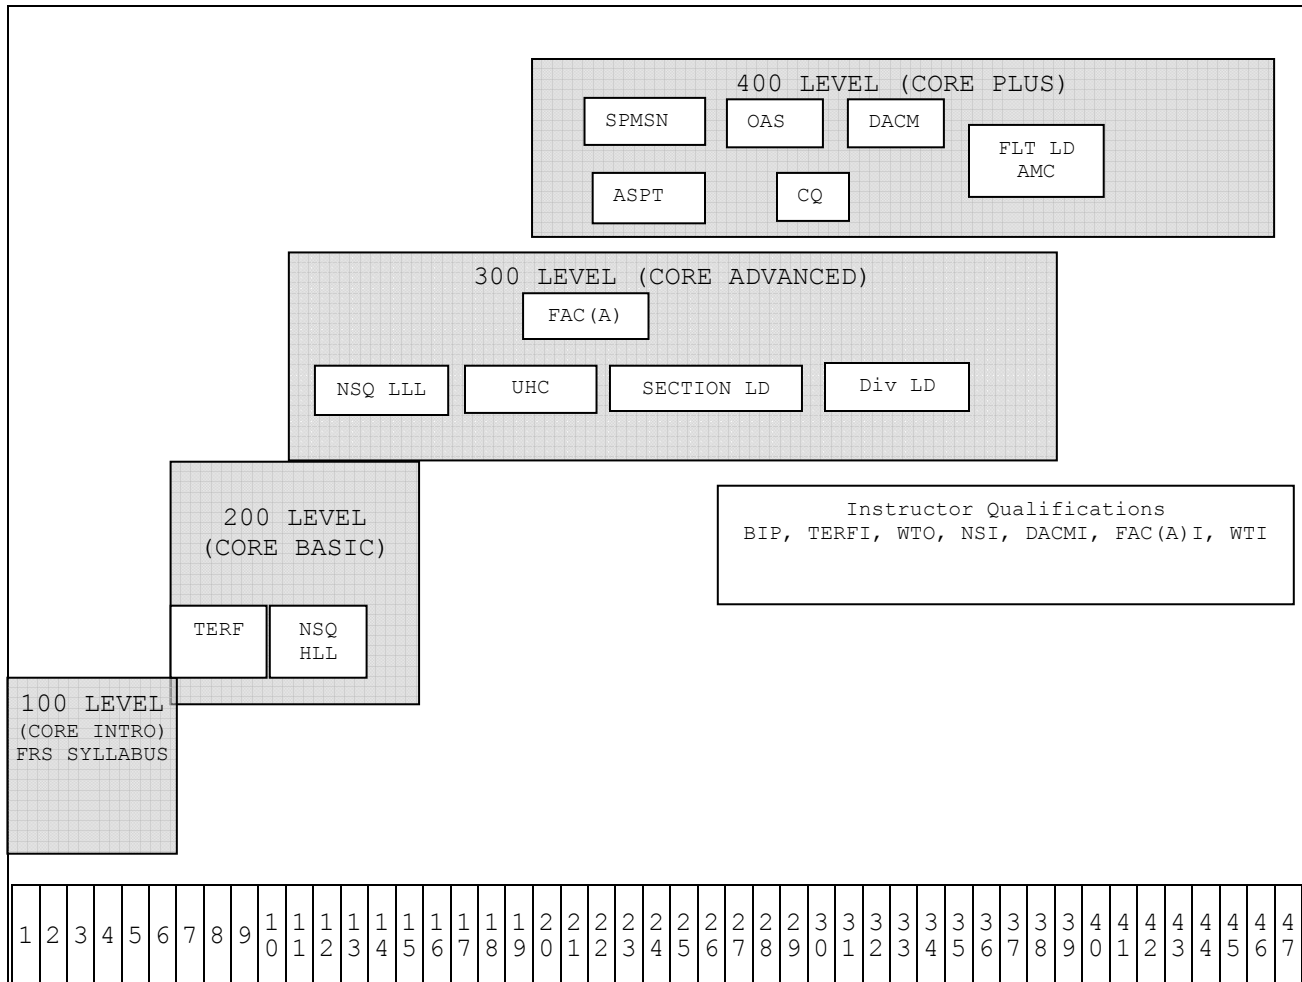 400 LEVEL (CORE PLUS)
SPMSN
OAS
DACM
FLT LD
AMC
ASPT
CQ
300 LEVEL (CORE ADVANCED)
FAC(A)
NSQ LLL
UHC
SECTION LD
Div LD
200 LEVEL
(CORE BASIC)
Instructor Qualifications
BIP, TERFI, WTO, NSI, DACMI, FAC(A)I, WTI
TERF
NSQ
HLL
100 LEVEL
(CORE INTRO)
FRS SYLLABUS
1 2 3 4 5 6 7 8 9 10 11 12 13 14 15 16 17 18 19 20 21 22 23 24 25 26 27 28 29 30 31 32 33 34 35 36 37 38 39 40 41 42 43 44 45 46 47